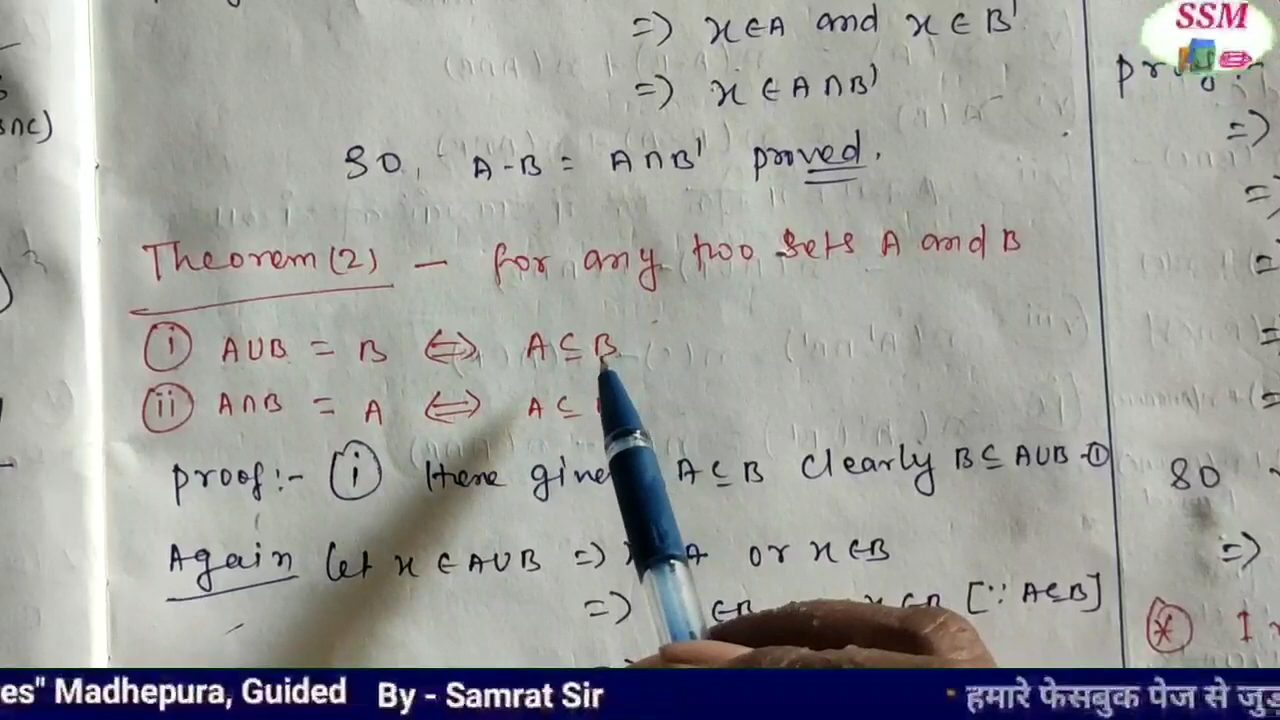 SSM
=) x∈A and x∈B'
=) x∈A∩B'
So, A-B = A∩B' proved.
Theorem(2) - for any two sets A and B
(i) A∪B = B ⇔ A⊆B
(ii) A∩B = A ⇔ A⊆
proof:- (i) Here given A⊆B clearly B⊆A∪B-①
Again let x∈A∪B =) A or x∈B
=) ∈B x∈B [∵ A⊆B]
∩C)
=)
=)
So
=)
es" Madhepura, Guided By - Samrat Sir
हमारे फेसबुक पेज से